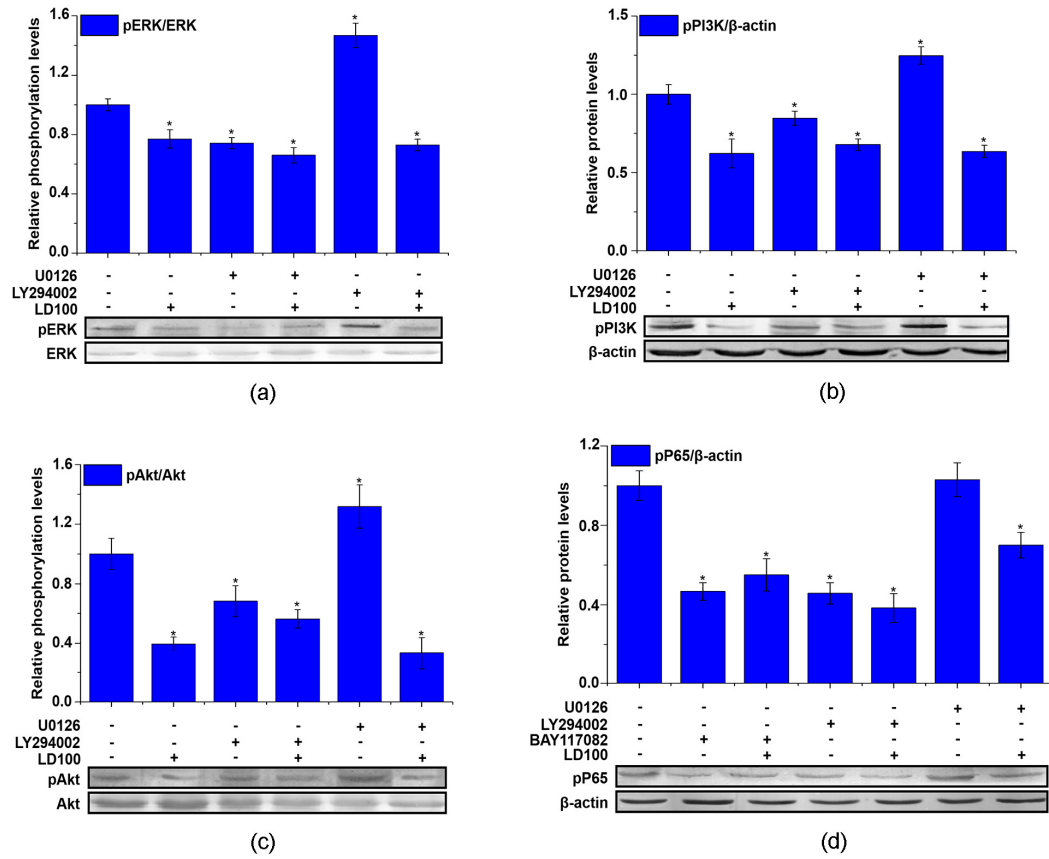 pERK/ERK
Relative phosphorylation levels
1.6
1.2
0.8
0.4
0.0
*
*
*
*
*
U0126 - - + + - -
LY294002 - - - - + +
LD100 - + - + - +
pERK
ERK
(a)
pPI3K/β-actin
Relative protein levels
1.5
1.0
0.5
0.0
*
*
*
*
*
U0126 - - - - + +
LY294002 - - + + - -
LD100 - + - + - +
pPI3K
β-actin
(b)
pAkt/Akt
Relative phosphorylation levels
1.6
1.2
0.8
0.4
0.0
*
*
*
*
*
U0126 - - - - + +
LY294002 - - + + - -
LD100 - + - + - +
pAkt
Akt
(c)
pP65/β-actin
Relative protein levels
1.2
0.8
0.4
0.0
*
*
*
*
*
U0126 - - - - - + +
LY294002 - - - + + - -
BAY117082 - + + - - - -
LD100 - - + - + - +
pP65
β-actin
(d)